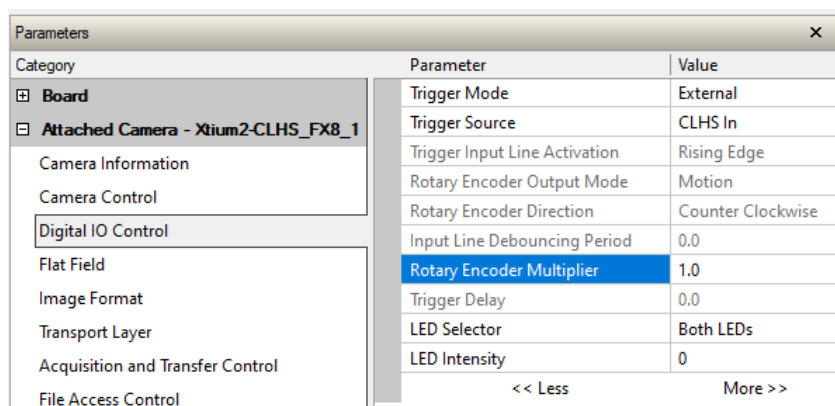 Parameters
Category
Board
Attached Camera - Xtium2-CLHS_FX8_1
Camera Information
Camera Control
Digital IO Control
Flat Field
Image Format
Transport Layer
Acquisition and Transfer Control
File Access Control
Parameter Value
Trigger Mode External
Trigger Source CLHS In
Trigger Input Line Activation Rising Edge
Rotary Encoder Output Mode Motion
Rotary Encoder Direction Counter Clockwise
Input Line Debouncing Period 0.0
Rotary Encoder Multiplier 1.0
Trigger Delay 0.0
LED Selector Both LEDs
LED Intensity 0
<< Less More >>